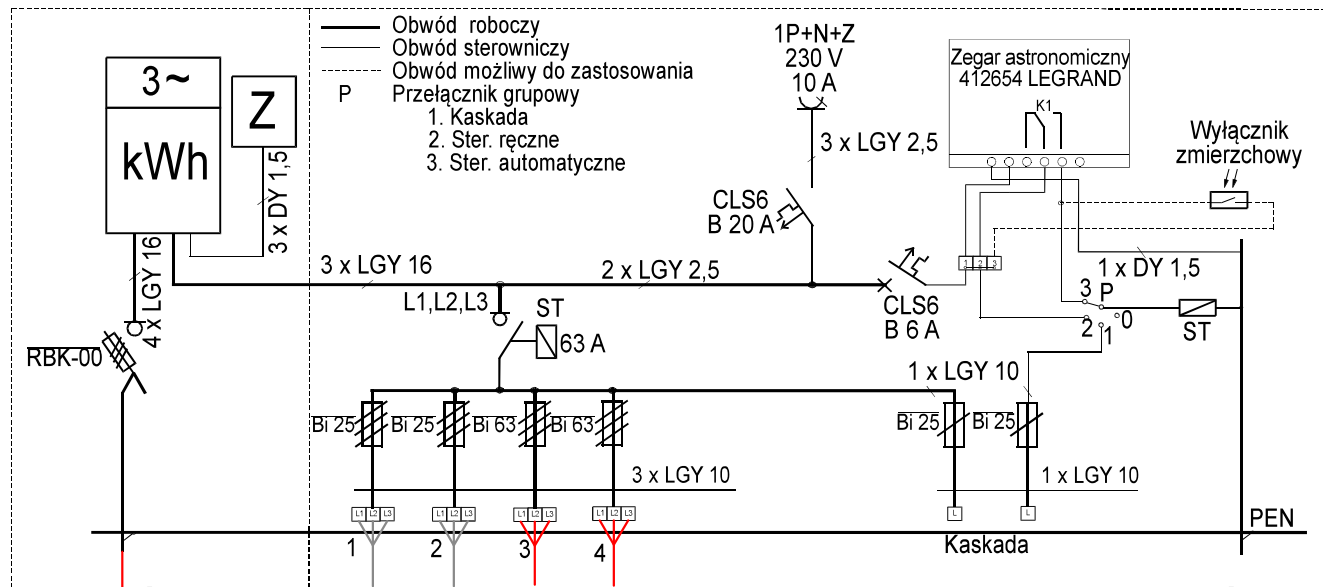 Obwód roboczy
Obwód sterowniczy
Obwód możliwy do zastosowania
P Przełącznik grupowy
1. Kaskada
2. Ster. ręczne
3. Ster. automatyczne
3~
kWh
Z
3 x DY 1,5
4 x LGY 16
RBK-00
3 x LGY 16
2 x LGY 2,5
L1,L2,L3
ST
63 A
1P+N+Z
230 V
10 A
3 x LGY 2,5
CLS6
B 20 A
Zegar astronomiczny
412654 LEGRAND
K1
Wyłącznik
zmierzchowy
1 2 3
CLS6
B 6 A
1 x DY 1,5
3 P
2 1 0
ST
1 x LGY 10
Bi 25 Bi 25 Bi 63 Bi 63 Bi 25 Bi 25
3 x LGY 10
1 x LGY 10
L1 L2 L3 L1 L2 L3 L1 L2 L3 L1 L2 L3 L L
PEN
1 2 3 4 Kaskada